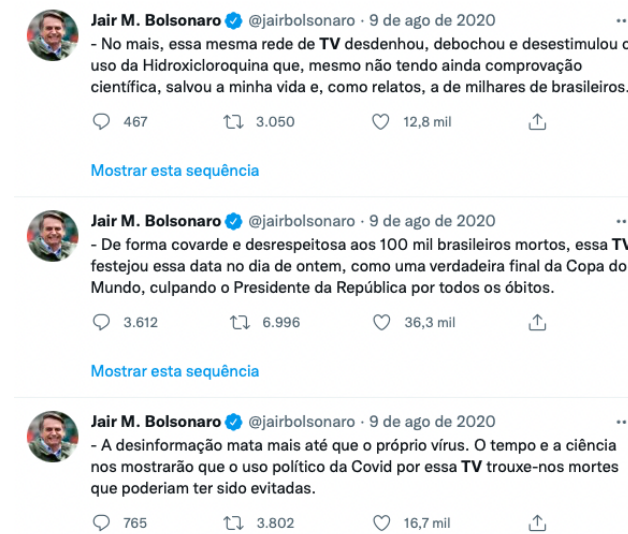 Jair M. Bolsonaro @jairbolsonaro · 9 de ago de 2020
- No mais, essa mesma rede de TV desdenhou, debochou e desestimulou o
uso da Hidroxicloroquina que, mesmo não tendo ainda comprovação
científica, salvou a minha vida e, como relatos, a de milhares de brasileiros.
467 3.050 12,8 mil
Mostrar esta sequência
Jair M. Bolsonaro @jairbolsonaro · 9 de ago de 2020
- De forma covarde e desrespeitosa aos 100 mil brasileiros mortos, essa TV
festejou essa data no dia de ontem, como uma verdadeira final da Copa do
Mundo, culpando o Presidente da República por todos os óbitos.
3.612 6.996 36,3 mil
Mostrar esta sequência
Jair M. Bolsonaro @jairbolsonaro · 9 de ago de 2020
- A desinformação mata mais até que o próprio vírus. O tempo e a ciência
nos mostrarão que o uso político da Covid por essa TV trouxe-nos mortes
que poderiam ter sido evitadas.
765 3.802 16,7 mil